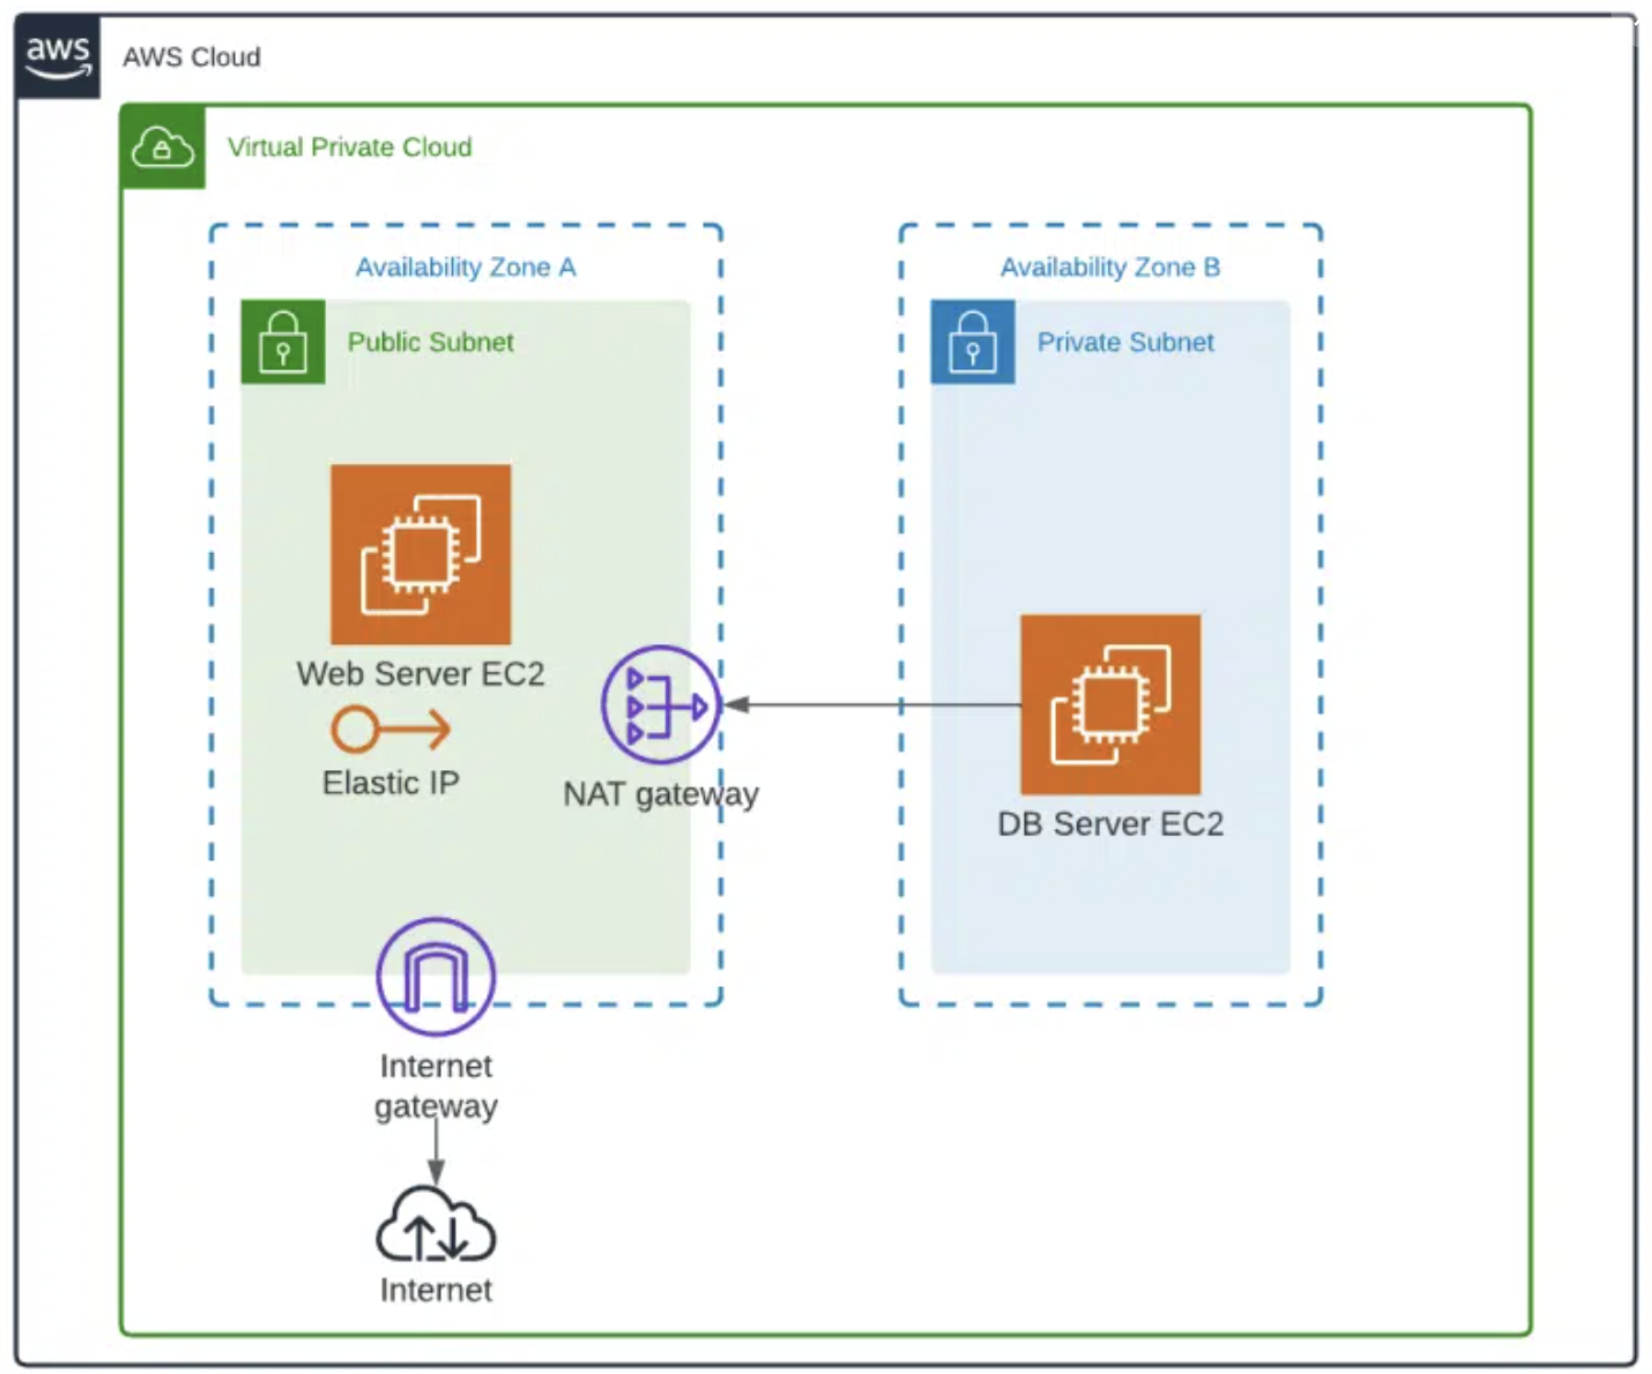 aws
AWS Cloud
Virtual Private Cloud
Availability Zone A
Availability Zone B
Public Subnet
Private Subnet
Web Server EC2
Elastic IP
NAT gateway
DB Server EC2
Internet
gateway
Internet